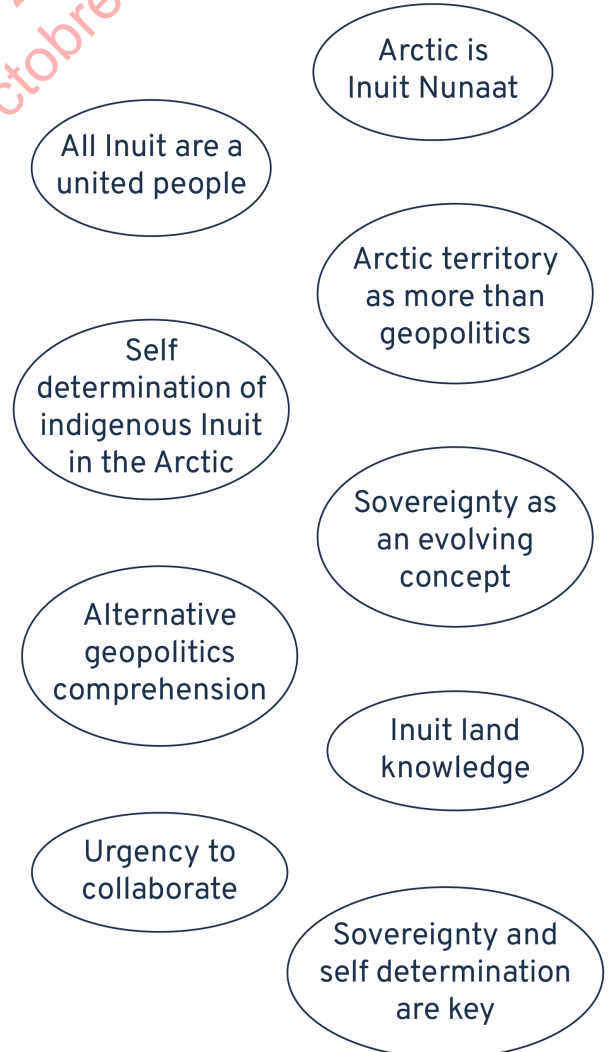 ctobre
Arctic is
Inuit Nunaat
All Inuit are a
united people
Arctic territory
as more than
geopolitics
Self
determination of
indigenous Inuit
in the Arctic
Sovereignty as
an evolving
concept
Alternative
geopolitics
comprehension
Inuit land
knowledge
Urgency to
collaborate
Sovereignty and
self determination
are key